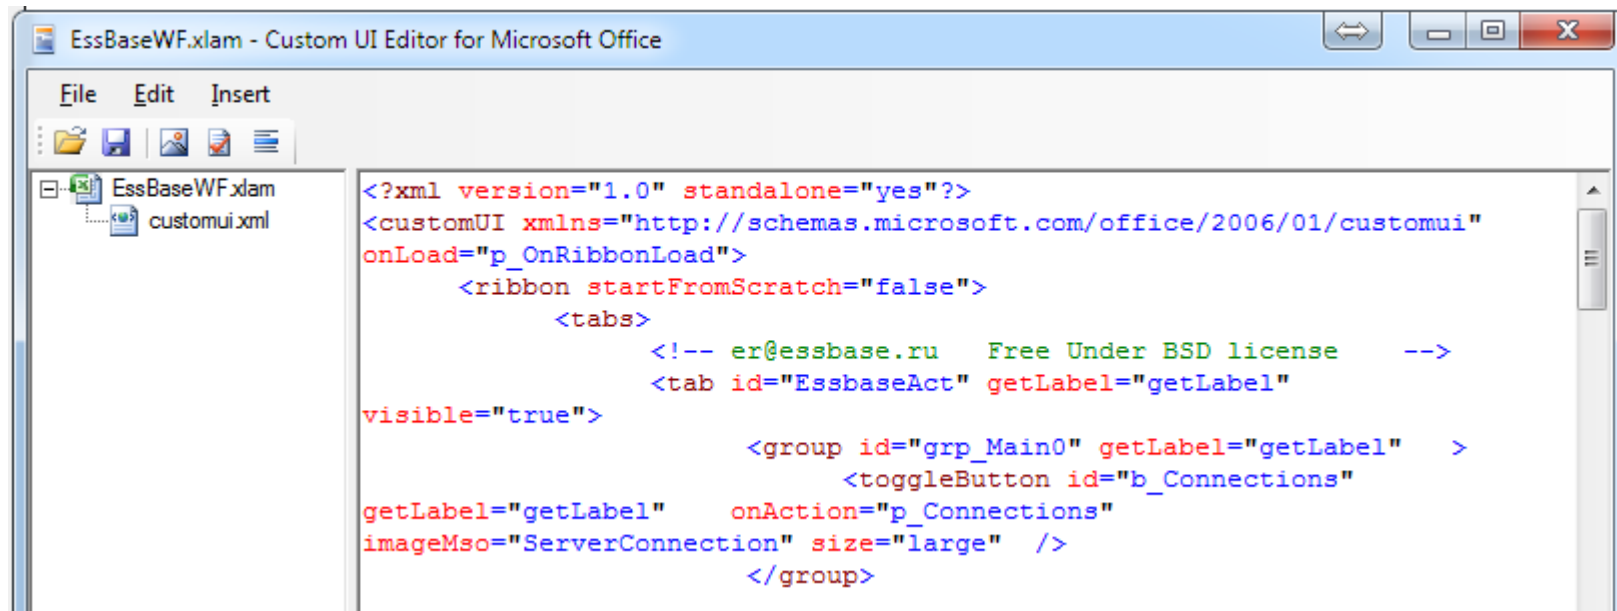 EssBaseWF.xlam - Custom UI Editor for Microsoft Office
File Edit Insert
EssBaseWF.xlam
customui.xml
<?xml version="1.0" standalone="yes"?>
<customUI xmlns="http://schemas.microsoft.com/office/2006/01/customui"
onLoad="p_OnRibbonLoad">
<ribbon startFromScratch="false">
<tabs>
<!-- er@essbase.ru   Free Under BSD license    -->
<tab id="EssbaseAct" getLabel="getLabel"
visible="true">
<group id="grp_Main0" getLabel="getLabel"   >
<toggleButton id="b_Connections"
getLabel="getLabel"    onAction="p_Connections"
imageMso="ServerConnection" size="large"  />
</group>